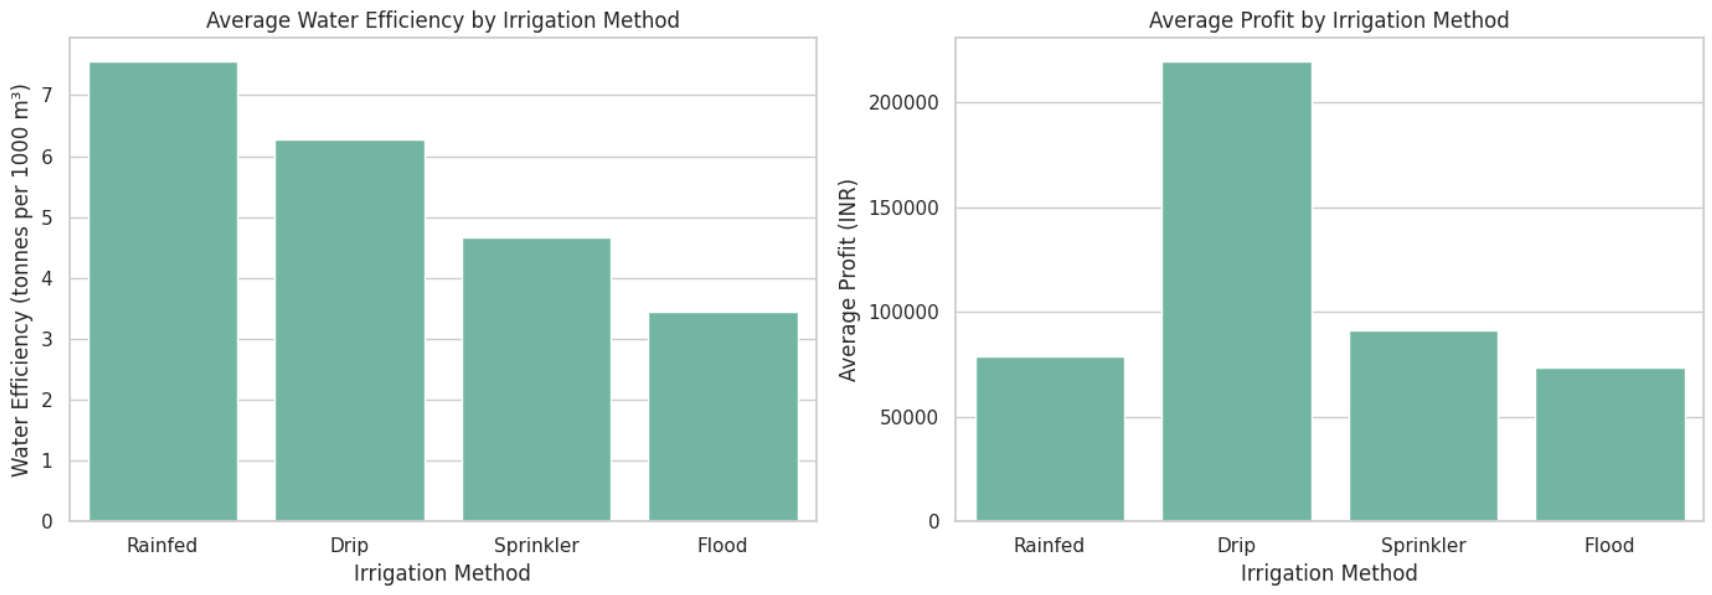 Average Water Efficiency by Irrigation Method
Water Efficiency (tonnes per 1000 m³)
7
6
5
4
3
2
1
0
Rainfed Drip Sprinkler Flood
Irrigation Method
Average Profit by Irrigation Method
Average Profit (INR)
200000
150000
100000
50000
0
Rainfed Drip Sprinkler Flood
Irrigation Method